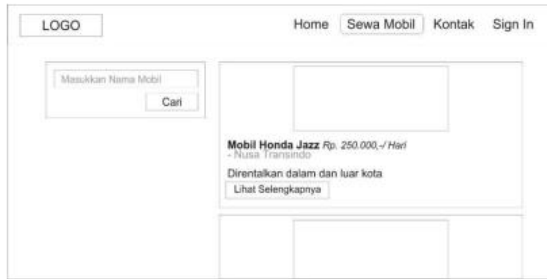 LOGO
Home Sewa Mobil Kontak Sign In
Masukkan Nama Mobil
Cari
Mobil Honda Jazz Rp. 250.000,-/ Hari
- Nusa Transindo
Direntalkan dalam dan luar kota
Lihat Selengkapnya